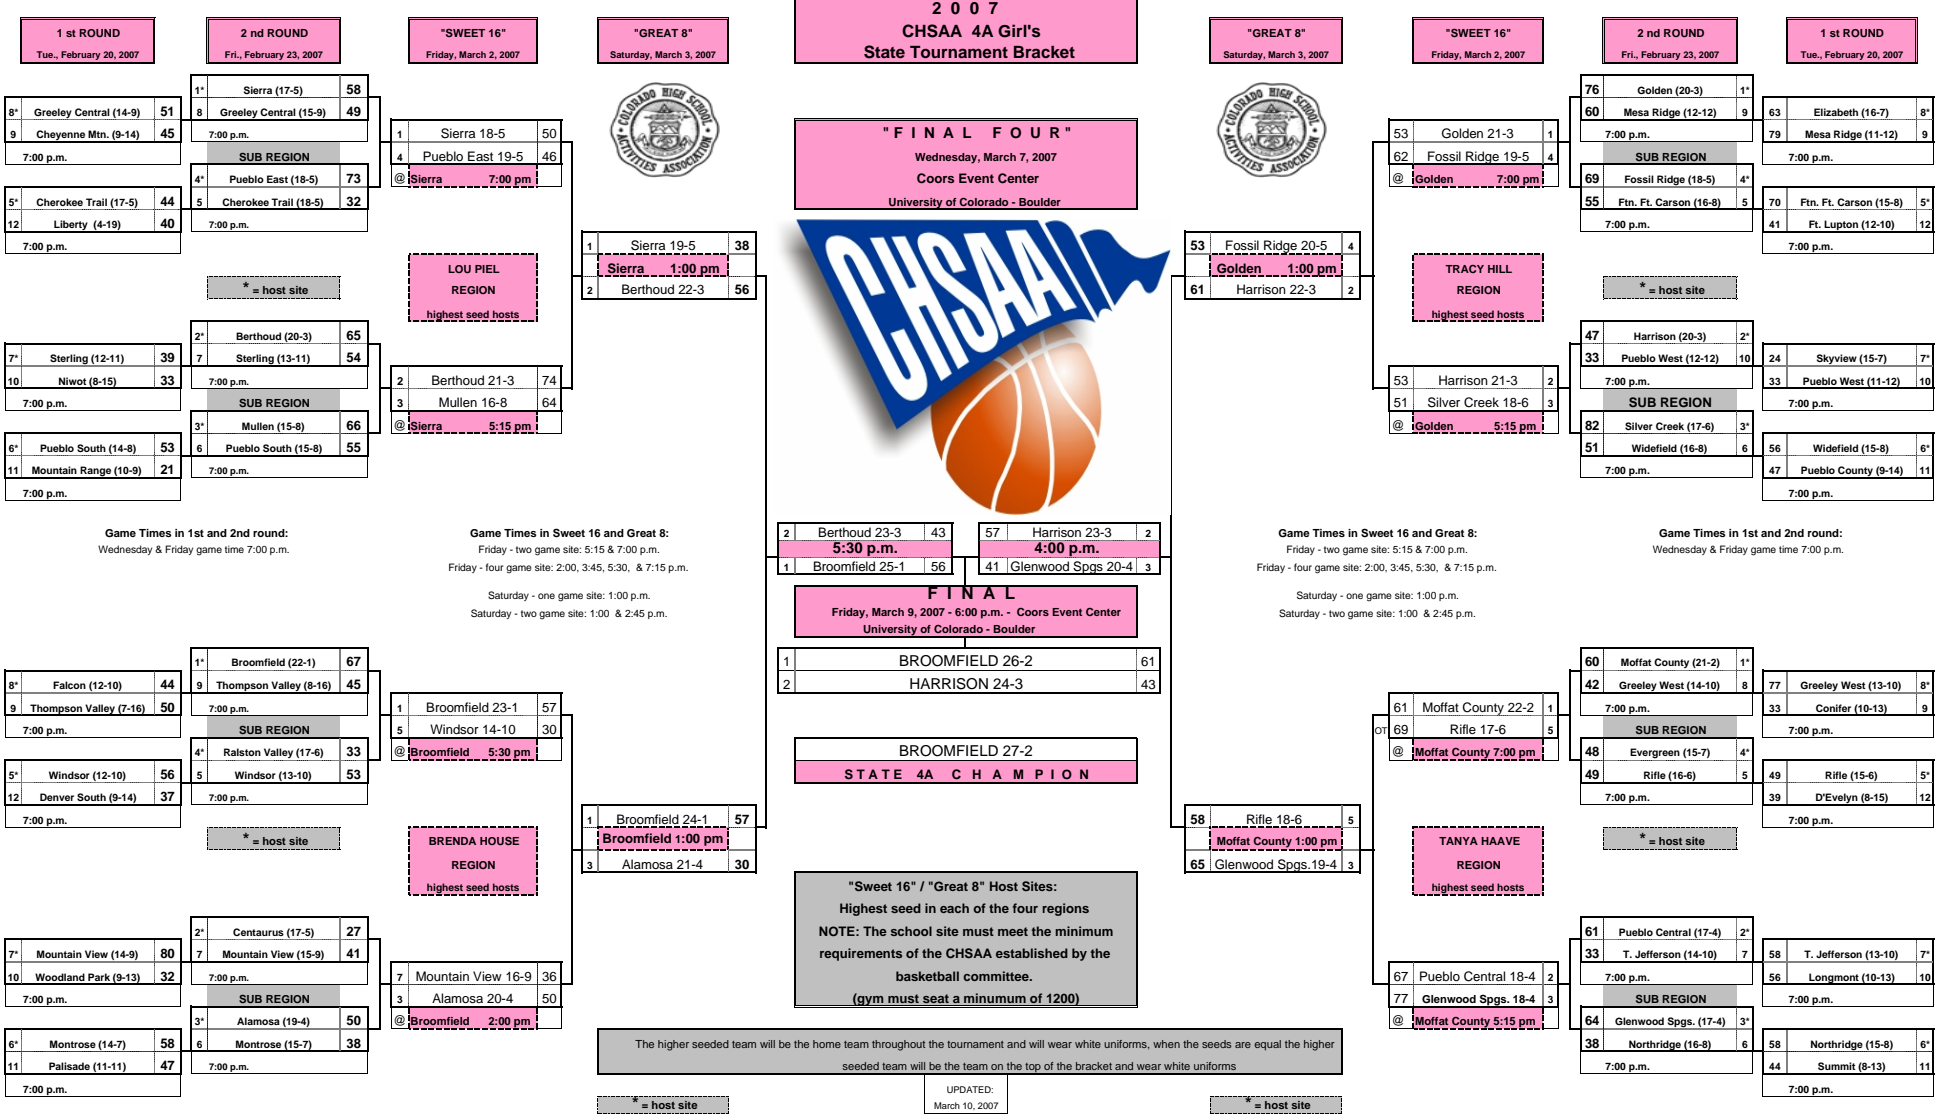 2 0 0 7
CHSAA 4A Girl's
State Tournament Bracket
1 st ROUND
Tue., February 20, 2007
2 nd ROUND
Fri., February 23, 2007
"SWEET 16"
Friday, March 2, 2007
"GREAT 8"
Saturday, March 3, 2007
"GREAT 8"
Saturday, March 3, 2007
"SWEET 16"
Friday, March 2, 2007
2 nd ROUND
Fri., February 23, 2007
1 st ROUND
Tue., February 20, 2007
8* Greeley Central (14-9) 51
9 Cheyenne Mtn. (9-14) 45
7:00 p.m.
5* Cherokee Trail (17-5) 44
12 Liberty (4-19) 40
7:00 p.m.
7* Sterling (12-11) 39
10 Niwot (8-15) 33
7:00 p.m.
6* Pueblo South (14-8) 53
11 Mountain Range (10-9) 21
7:00 p.m.
1* Sierra (17-5) 58
8 Greeley Central (15-9) 49
7:00 p.m.
SUB REGION
4* Pueblo East (18-5) 73
5 Cherokee Trail (18-5) 32
7:00 p.m.
* = host site
2* Berthoud (20-3) 65
7 Sterling (13-11) 54
7:00 p.m.
SUB REGION
3* Mullen (15-8) 66
6 Pueblo South (15-8) 55
7:00 p.m.
1 Sierra 18-5 50
4 Pueblo East 19-5 46
@ Sierra 7:00 pm
LOU PIEL
REGION
highest seed hosts
2 Berthoud 21-3 74
3 Mullen 16-8 64
@ Sierra 5:15 pm
COLORADO HIGH SCHOOL
ACTIVITIES ASSOCIATION
1 Sierra 19-5 38
Sierra 1:00 pm
2 Berthoud 22-3 56
"F I N A L F O U R"
Wednesday, March 7, 2007
Coors Event Center
University of Colorado - Boulder
CHSAA
COLORADO HIGH SCHOOL
ACTIVITIES ASSOCIATION
53 Fossil Ridge 20-5 4
Golden 1:00 pm
61 Harrison 22-3 2
53 Golden 21-3 1
62 Fossil Ridge 19-5 4
@ Golden 7:00 pm
TRACY HILL
REGION
highest seed hosts
53 Harrison 21-3 2
51 Silver Creek 18-6 3
@ Golden 5:15 pm
76 Golden (20-3) 1*
60 Mesa Ridge (12-12) 9
7:00 p.m.
SUB REGION
69 Fossil Ridge (18-5) 4*
55 Ftn. Ft. Carson (16-8) 5
7:00 p.m.
* = host site
47 Harrison (20-3) 2*
33 Pueblo West (12-12) 10
7:00 p.m.
SUB REGION
82 Silver Creek (17-6) 3*
51 Widefield (16-8) 6
7:00 p.m.
63 Elizabeth (16-7) 8*
79 Mesa Ridge (11-12) 9
7:00 p.m.
70 Ftn. Ft. Carson (15-8) 5*
41 Ft. Lupton (12-10) 12
7:00 p.m.
24 Skyview (15-7) 7*
33 Pueblo West (11-12) 10
7:00 p.m.
56 Widefield (15-8) 6*
47 Pueblo County (9-14) 11
7:00 p.m.
Game Times in 1st and 2nd round:
Wednesday & Friday game time 7:00 p.m.
Game Times in Sweet 16 and Great 8:
Friday - two game site: 5:15 & 7:00 p.m.
Friday - four game site: 2:00, 3:45, 5:30, & 7:15 p.m.
Saturday - one game site: 1:00 p.m.
Saturday - two game site: 1:00 & 2:45 p.m.
2 Berthoud 23-3 43
5:30 p.m.
1 Broomfield 25-1 56
57 Harrison 23-3 2
4:00 p.m.
41 Glenwood Spgs 20-4 3
F I N A L
Friday, March 9, 2007 - 6:00 p.m. - Coors Event Center
University of Colorado - Boulder
1 BROOMFIELD 26-2 61
2 HARRISON 24-3 43
BROOMFIELD 27-2
S T A T E 4A C H A M P I O N
Game Times in Sweet 16 and Great 8:
Friday - two game site: 5:15 & 7:00 p.m.
Friday - four game site: 2:00, 3:45, 5:30, & 7:15 p.m.
Saturday - one game site: 1:00 p.m.
Saturday - two game site: 1:00 & 2:45 p.m.
Game Times in 1st and 2nd round:
Wednesday & Friday game time 7:00 p.m.
8* Falcon (12-10) 44
9 Thompson Valley (7-16) 50
7:00 p.m.
5* Windsor (12-10) 56
12 Denver South (9-14) 37
7:00 p.m.
7* Mountain View (14-9) 80
10 Woodland Park (9-13) 32
7:00 p.m.
6* Montrose (14-7) 58
11 Palisade (11-11) 47
7:00 p.m.
1* Broomfield (22-1) 67
9 Thompson Valley (8-16) 45
7:00 p.m.
SUB REGION
4* Ralston Valley (17-6) 33
5 Windsor (13-10) 53
7:00 p.m.
* = host site
2* Centaurus (17-5) 27
7 Mountain View (15-9) 41
7:00 p.m.
SUB REGION
3* Alamosa (19-4) 50
6 Montrose (15-7) 38
7:00 p.m.
1 Broomfield 23-1 57
5 Windsor 14-10 30
@ Broomfield 5:30 pm
BRENDA HOUSE
REGION
highest seed hosts
7 Mountain View 16-9 36
3 Alamosa 20-4 50
@ Broomfield 2:00 pm
1 Broomfield 24-1 57
Broomfield 1:00 pm
3 Alamosa 21-4 30
"Sweet 16" / "Great 8" Host Sites:
Highest seed in each of the four regions
NOTE: The school site must meet the minimum
requirements of the CHSAA established by the
basketball committee.
(gym must seat a minumum of 1200)
58 Rifle 18-6 5
Moffat County 1:00 pm
65 Glenwood Spgs.19-4 3
61 Moffat County 22-2 1
OT 69 Rifle 17-6 5
@ Moffat County 7:00 pm
TANYA HAAVE
REGION
highest seed hosts
67 Pueblo Central 18-4 2
77 Glenwood Spgs. 18-4 3
@ Moffat County 5:15 pm
60 Moffat County (21-2) 1*
42 Greeley West (14-10) 8
7:00 p.m.
SUB REGION
48 Evergreen (15-7) 4*
49 Rifle (16-6) 5
7:00 p.m.
* = host site
61 Pueblo Central (17-4) 2*
33 T. Jefferson (14-10) 7
7:00 p.m.
SUB REGION
64 Glenwood Spgs. (17-4) 3*
38 Northridge (16-8) 6
7:00 p.m.
77 Greeley West (13-10) 8*
33 Conifer (10-13) 9
7:00 p.m.
49 Rifle (15-6) 5*
39 D'Evelyn (8-15) 12
7:00 p.m.
58 T. Jefferson (13-10) 7*
56 Longmont (10-13) 10
7:00 p.m.
58 Northridge (15-8) 6*
44 Summit (8-13) 11
7:00 p.m.
The higher seeded team will be the home team throughout the tournament and will wear white uniforms, when the seeds are equal the higher
seeded team will be the team on the top of the bracket and wear white uniforms
UPDATED:
March 10, 2007
* = host site
* = host site